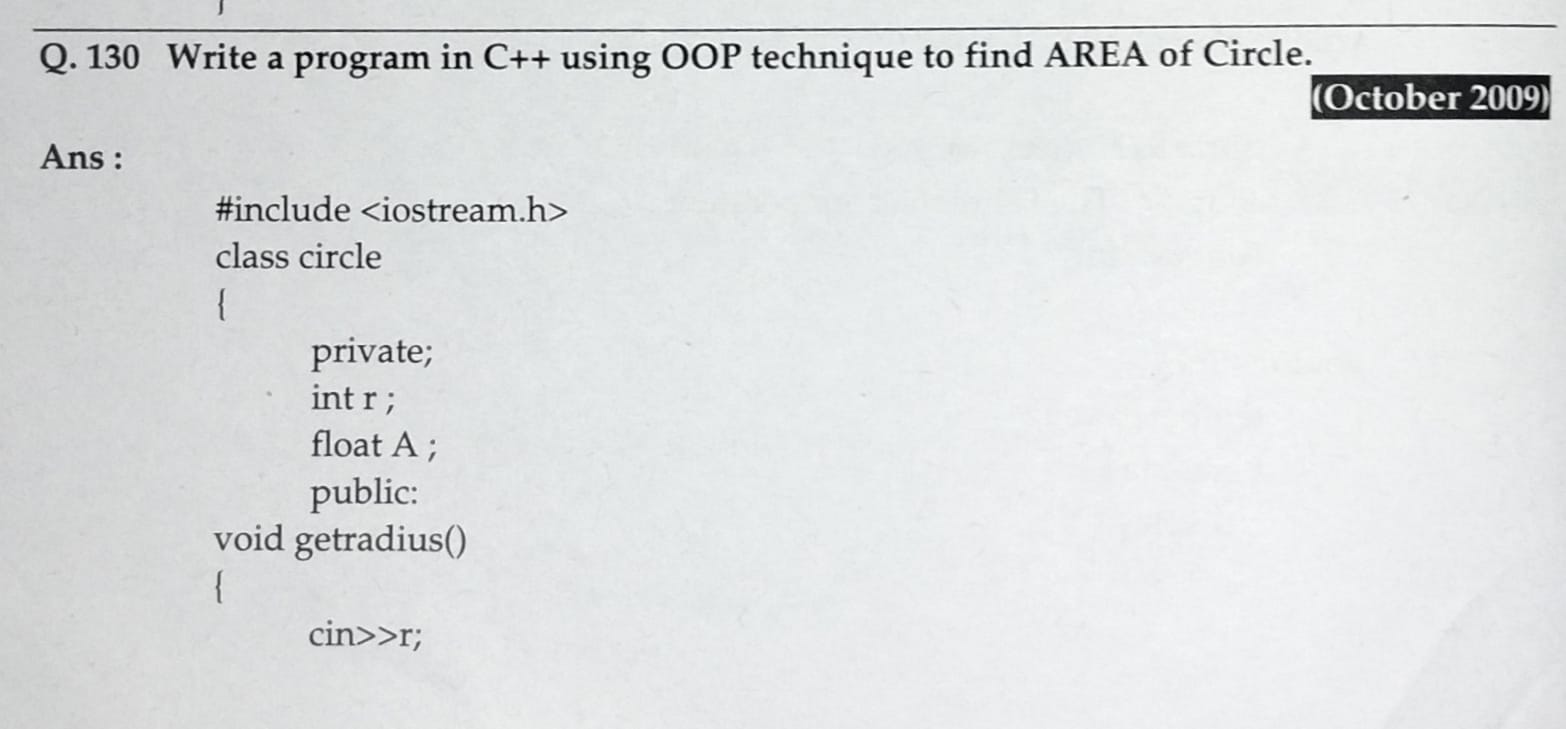 Q. 130 Write a program in C++ using OOP technique to find AREA of Circle.
(October 2009)
Ans :
#include <iostream.h>
class circle
{
private;
int r ;
float A ;
public:
void getradius()
{
cin>>r;